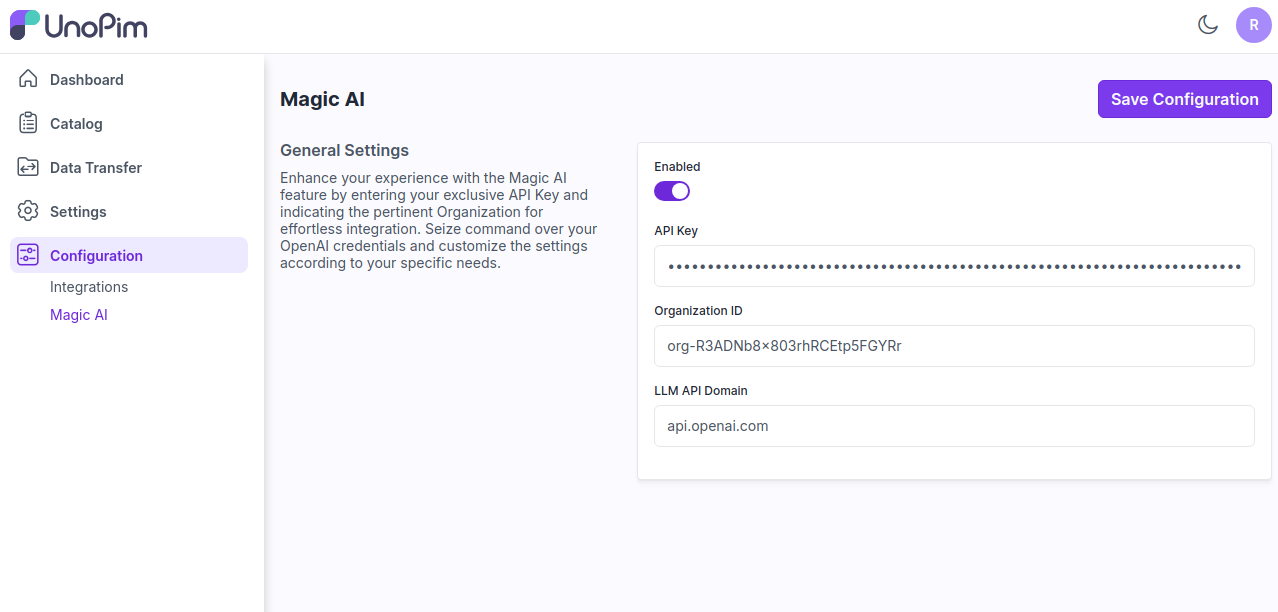 UnoPim
R
Dashboard
Catalog
Data Transfer
Settings
Configuration
Integrations
Magic AI
Magic AI
Save Configuration
General Settings
Enhance your experience with the Magic AI
feature by entering your exclusive API Key and
indicating the pertinent Organization for
effortless integration. Seize command over your
OpenAI credentials and customize the settings
according to your specific needs.
Enabled
API Key
••••••••••••••••••••••••••••••••••••••••••••••••••••••••••••••••••••••••
Organization ID
org-R3ADNb8×803rhRCEtp5FGYRr
LLM API Domain
api.openai.com